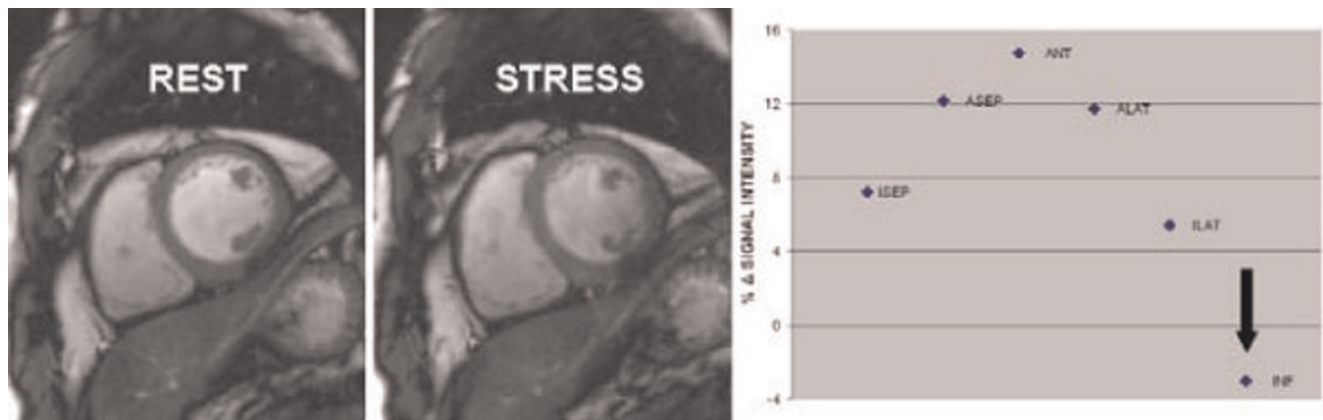 REST
STRESS
% Δ SIGNAL INTENSITY
16
12
8
4
0
-4
ANT
ASEP
ALAT
ISEP
ILAT
INF